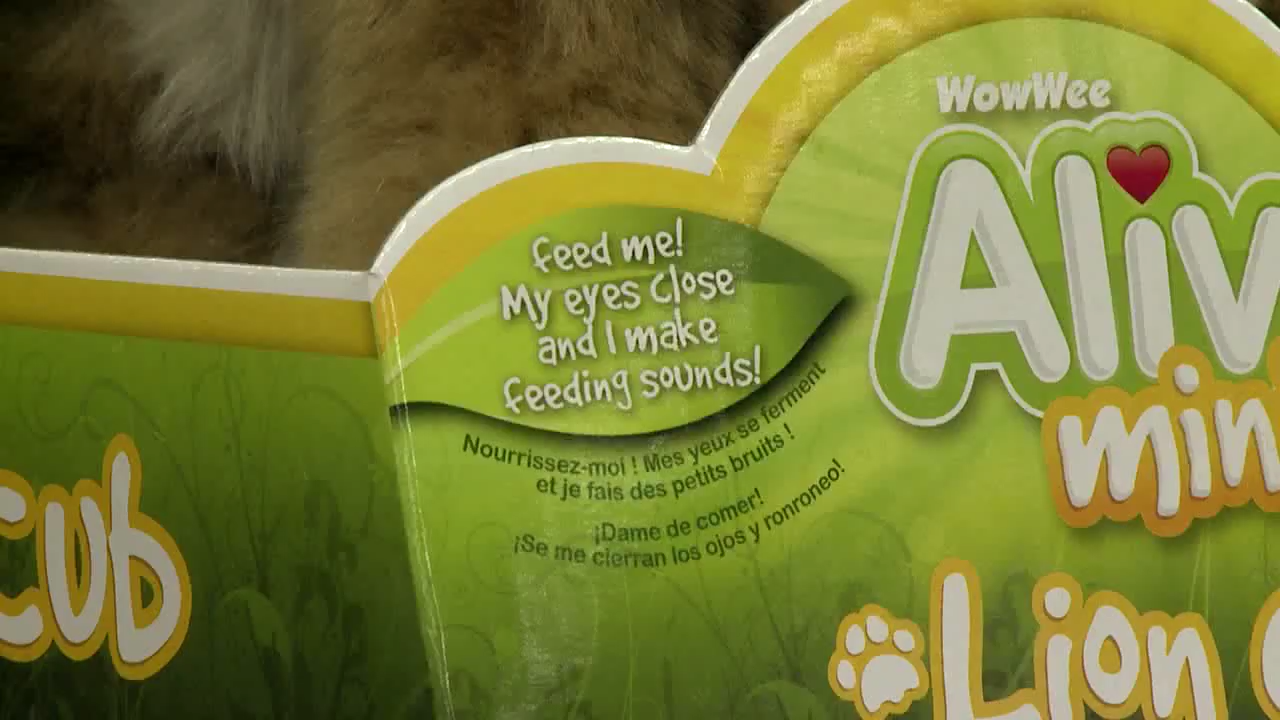 WowWee
Aliv
min
feed me!
My eyes close
and I make
feeding sounds!
Nourrissez-moi ! Mes yeux se ferment
et je fais des petits bruits !
¡Dame de comer!
¡Se me cierran los ojos y ronroneo!
Cub
Lion C